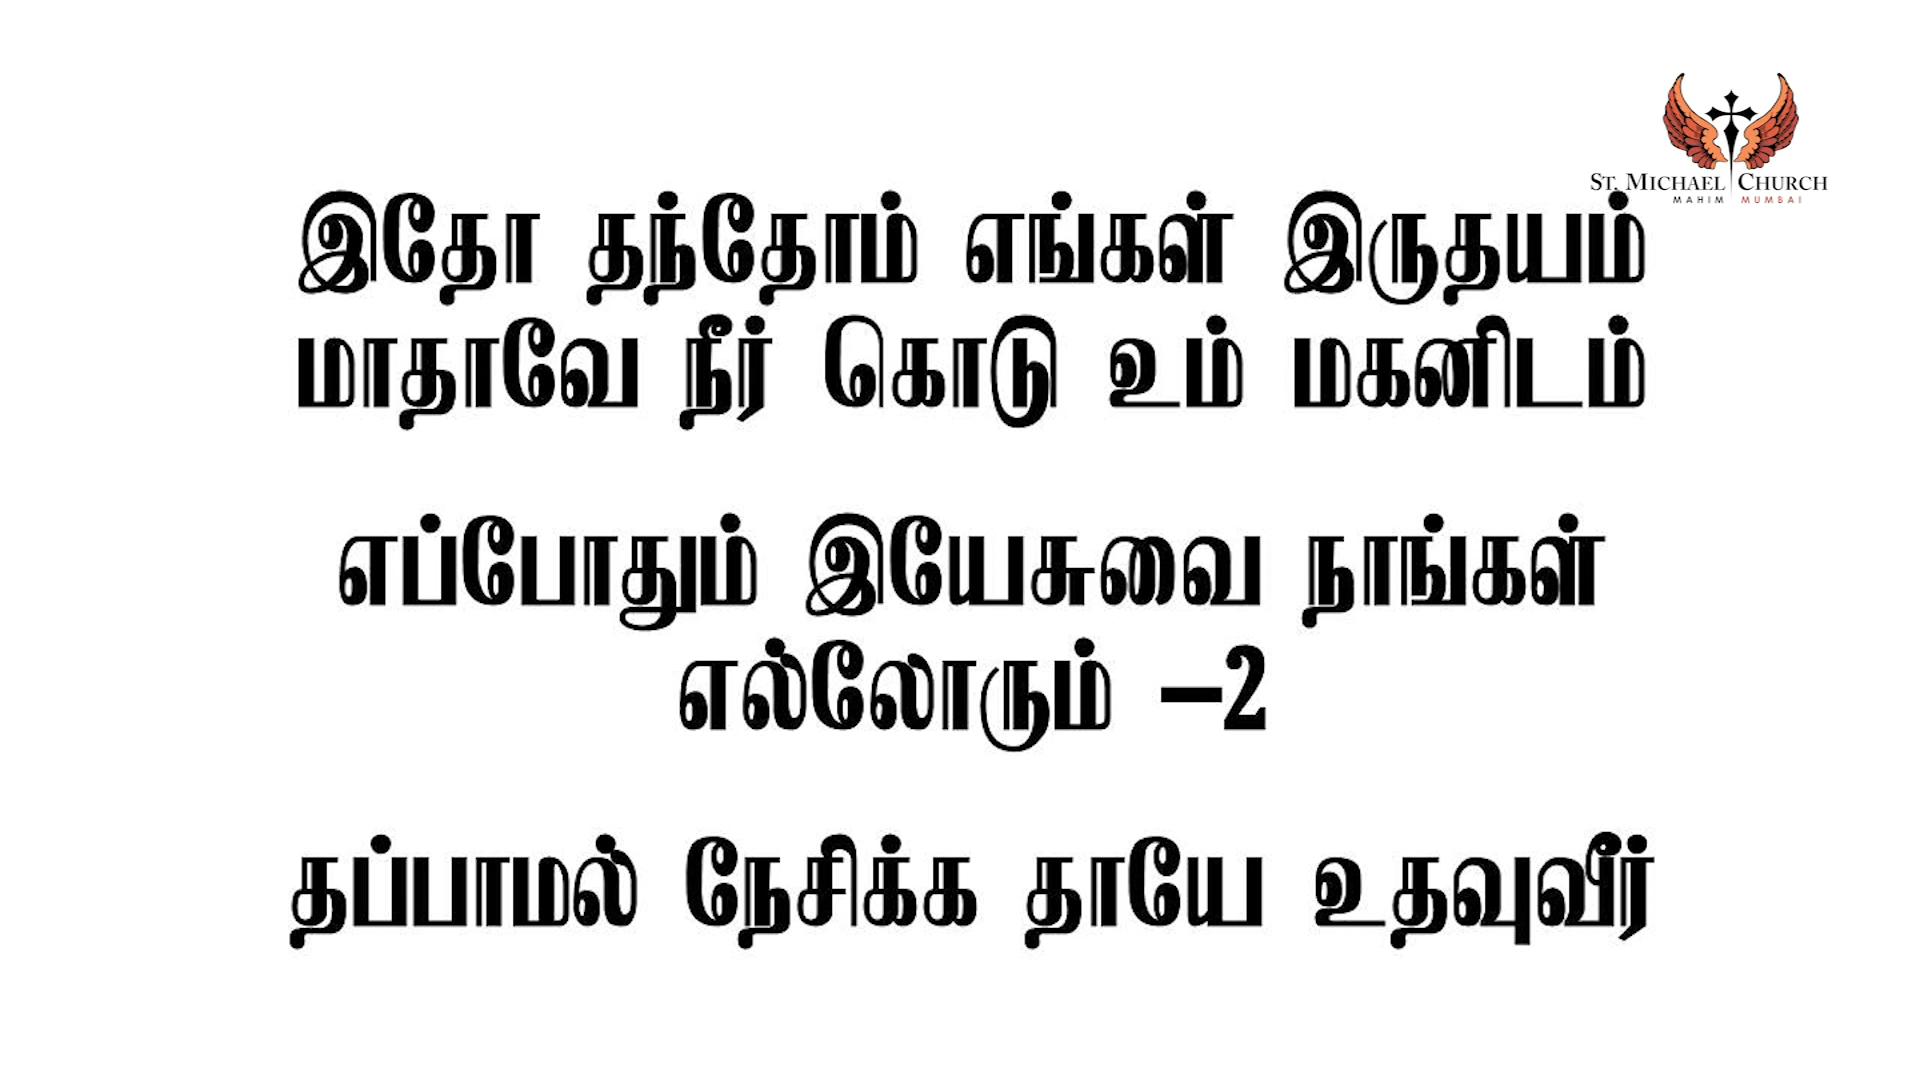 ST. MICHAEL CHURCH
MAHIM MUMBAI
இதோ தந்தோம் எங்கள் இருதயம்
மாதாவே நீர் கொடு உம் மகனிடம்
எப்போதும் இயேசுவை நாங்கள்
எல்லோரும் –2
தப்பாமல் நேசிக்க தாயே உதவுவீர்